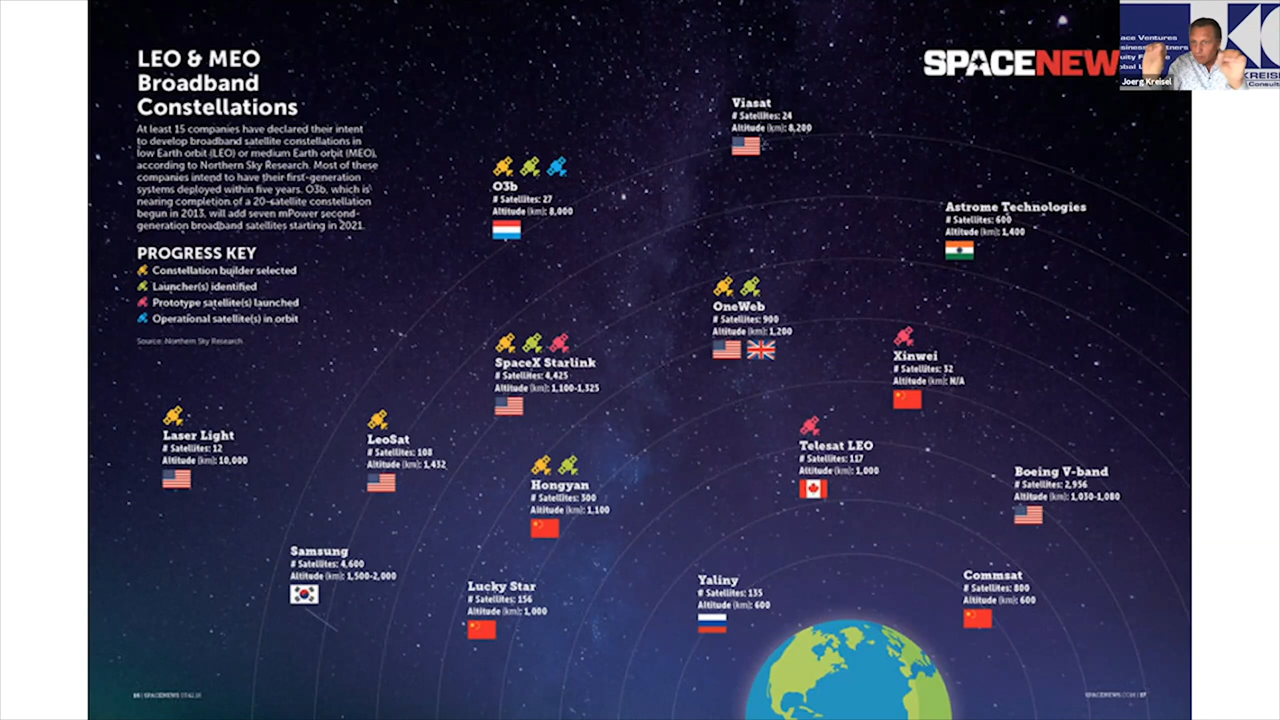 LEO & MEO
Broadband
Constellations
At least 15 companies have declared their intent
to develop broadband satellite constellations in
low Earth orbit (LEO) or medium Earth orbit (MEO),
according to Northern Sky Research. Most of these
companies intend to have their first-generation
systems deployed within five years. O3b, which is
nearing completion of a 20-satellite constellation
begun in 2013, will add seven mPower second-
generation broadband satellites starting in 2021.
PROGRESS KEY
Constellation builder selected
Launcher(s) identified
Prototype satellite(s) launched
Operational satellite(s) in orbit
Source: Northern Sky Research
SPACENEW
Joerg Kreisel
Viasat
# Satellites: 24
Altitude (km): 8,200
O3b
# Satellites: 27
Altitude (km): 8,000
Astrome Technologies
# Satellites: 600
Altitude (km): 1,400
OneWeb
# Satellites: 900
Altitude (km): 1,200
SpaceX Starlink
# Satellites: 4,425
Altitude (km): 1,100-1,325
Xinwei
# Satellites: 32
Altitude (km): N/A
Laser Light
# Satellites: 12
Altitude (km): 10,000
LeoSat
# Satellites: 108
Altitude (km): 1,432
Telesat LEO
# Satellites: 117
Altitude (km): 1,000
Hongyan
# Satellites: 300
Altitude (km): 1,100
Boeing V-band
# Satellites: 2,956
Altitude (km): 1,030-1,080
Samsung
# Satellites: 4,600
Altitude (km): 1,500-2,000
Lucky Star
# Satellites: 156
Altitude (km): 1,000
Yaliny
# Satellites: 135
Altitude (km): 600
Commsat
# Satellites: 800
Altitude (km): 600